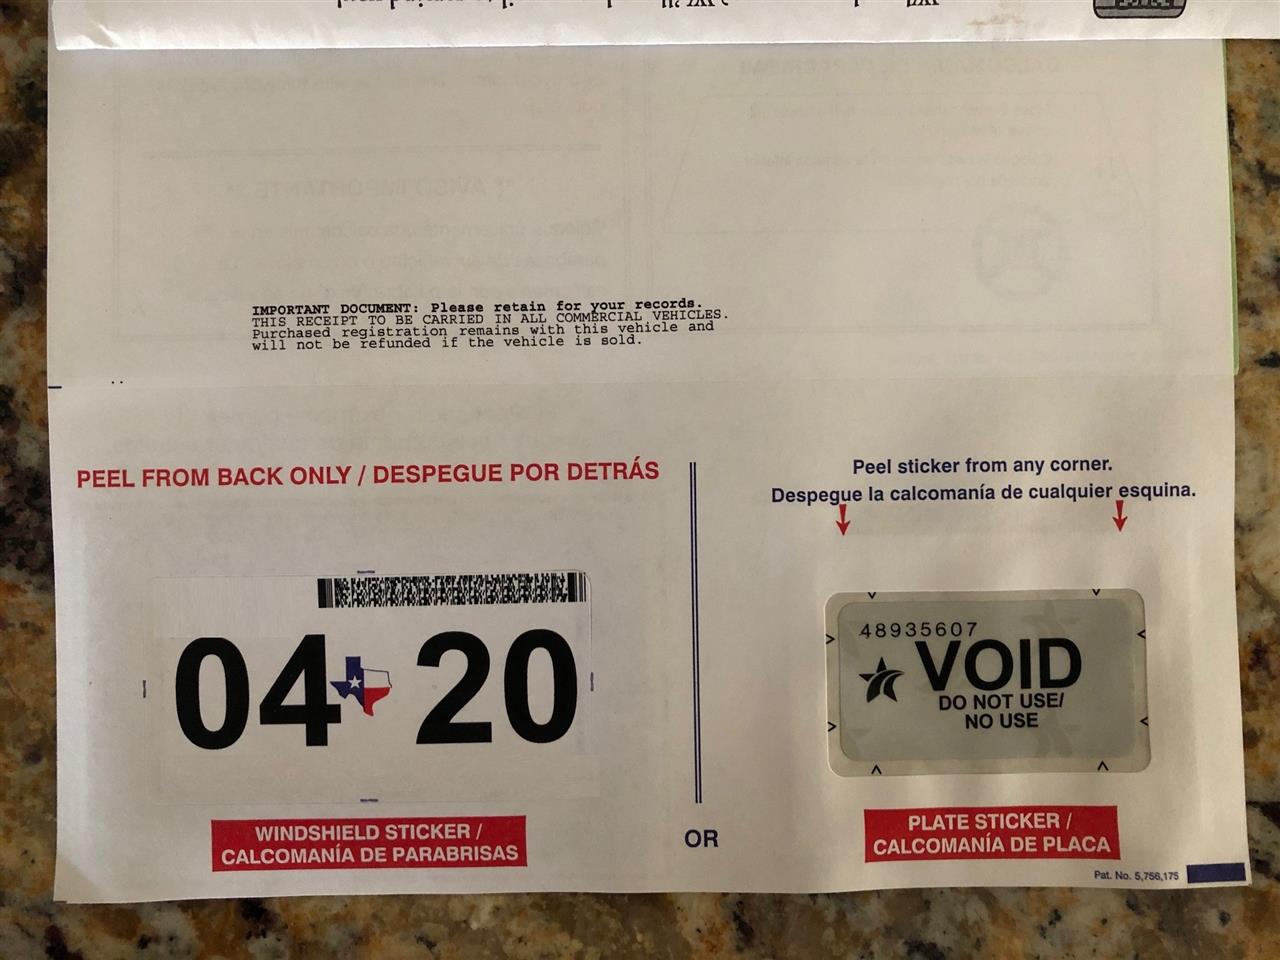 IMPORTANT DOCUMENT: Please retain for your records.
THIS RECEIPT TO BE CARRIED IN ALL COMMERCIAL VEHICLES.
Purchased registration remains with this vehicle and
will not be refunded if the vehicle is sold.
PEEL FROM BACK ONLY / DESPEGUE POR DETRÁS
04 20
WINDSHIELD STICKER /
CALCOMANÍA DE PARABRISAS
OR
Peel sticker from any corner.
Despegue la calcomanía de cualquier esquina.
48935607
VOID
DO NOT USE/
NO USE
PLATE STICKER /
CALCOMANÍA DE PLACA
Pat. No. 5,756,175